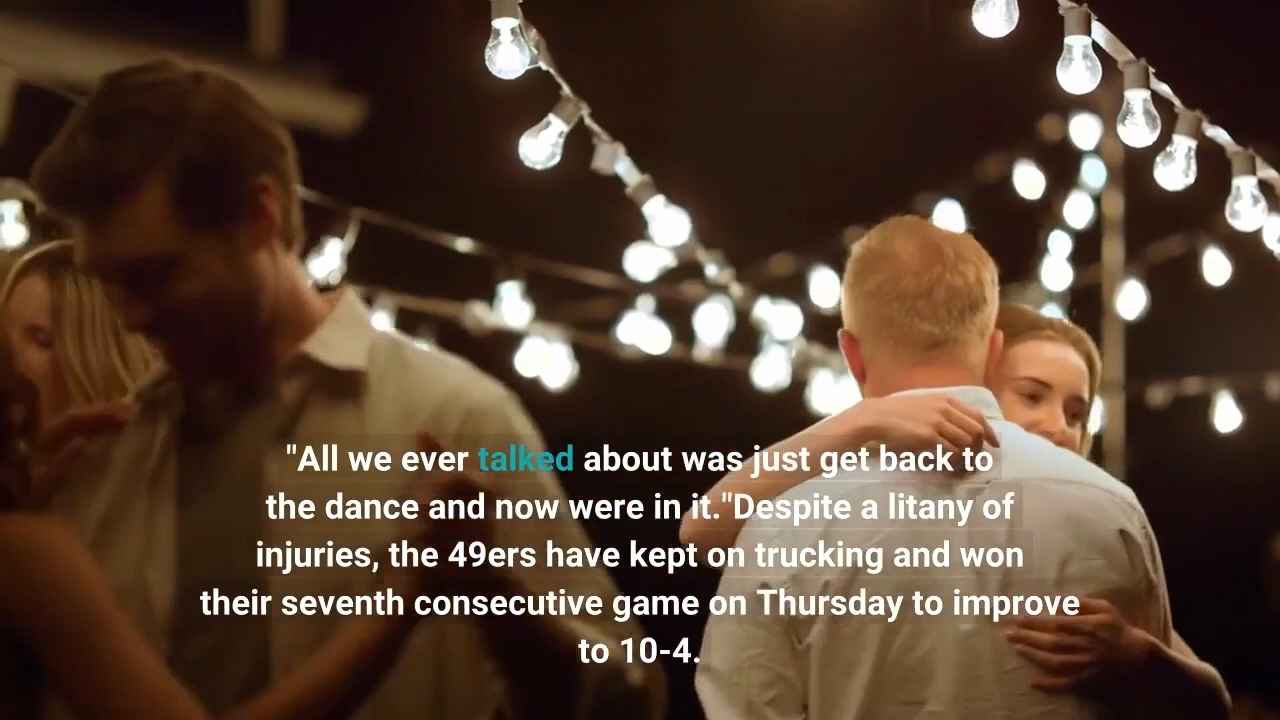 "All we ever talked about was just get back to
the dance and now were in it."Despite a litany of
injuries, the 49ers have kept on trucking and won
their seventh consecutive game on Thursday to improve
to 10-4.